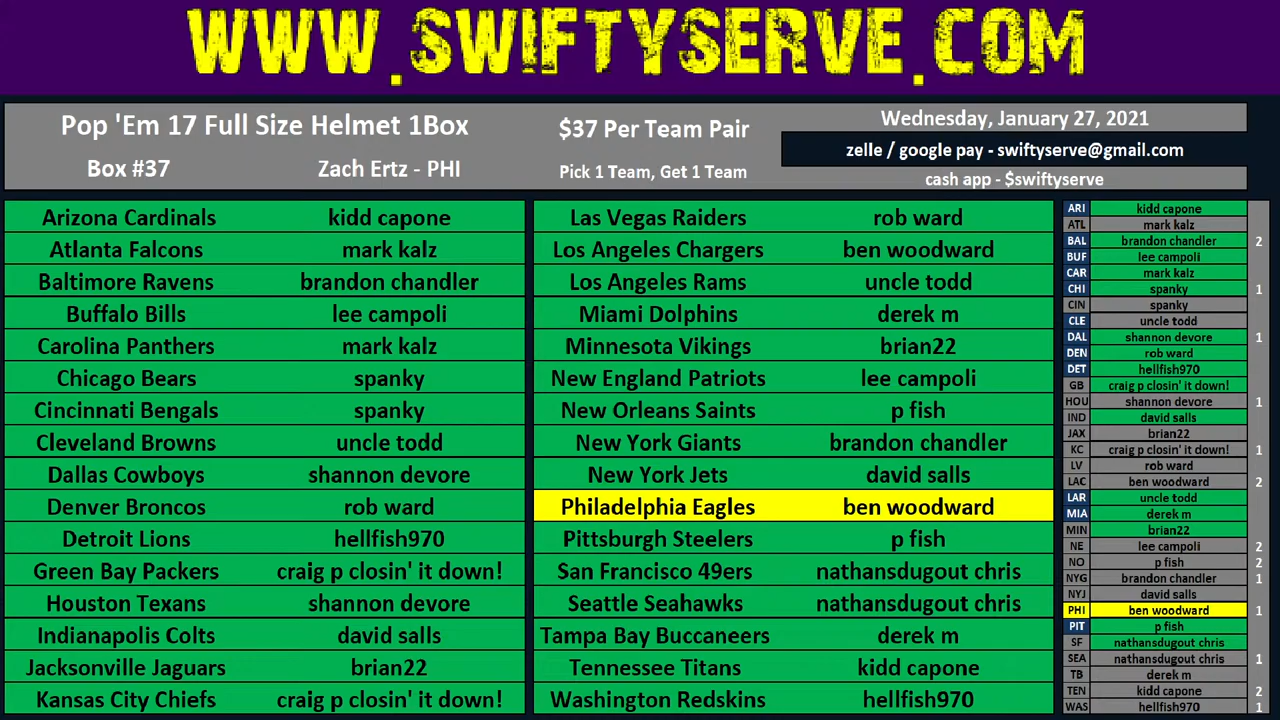 WWW.SWIFTYSERVE.COM
Pop 'Em 17 Full Size Helmet 1Box
Box #37 Zach Ertz - PHI
$37 Per Team Pair
Pick 1 Team, Get 1 Team
Wednesday, January 27, 2021
zelle / google pay - swiftyserve@gmail.com
cash app - $swiftyserve
Arizona Cardinals kidd capone
Atlanta Falcons mark kalz
Baltimore Ravens brandon chandler
Buffalo Bills lee campoli
Carolina Panthers mark kalz
Chicago Bears spanky
Cincinnati Bengals spanky
Cleveland Browns uncle todd
Dallas Cowboys shannon devore
Denver Broncos rob ward
Detroit Lions hellfish970
Green Bay Packers craig p closin' it down!
Houston Texans shannon devore
Indianapolis Colts david salls
Jacksonville Jaguars brian22
Kansas City Chiefs craig p closin' it down!
Las Vegas Raiders rob ward
Los Angeles Chargers ben woodward
Los Angeles Rams uncle todd
Miami Dolphins derek m
Minnesota Vikings brian22
New England Patriots lee campoli
New Orleans Saints p fish
New York Giants brandon chandler
New York Jets david salls
Philadelphia Eagles ben woodward
Pittsburgh Steelers p fish
San Francisco 49ers nathansdugout chris
Seattle Seahawks nathansdugout chris
Tampa Bay Buccaneers derek m
Tennessee Titans kidd capone
Washington Redskins hellfish970
ARI kidd capone
ATL mark kalz
BAL brandon chandler 2
BUF lee campoli
CAR mark kalz
CHI spanky 1
CIN spanky
CLE uncle todd
DAL shannon devore 1
DEN rob ward
DET hellfish970
GB craig p closin' it down!
HOU shannon devore 1
IND david salls
JAX brian22
KC craig p closin' it down! 1
LV rob ward
LAC ben woodward 2
LAR uncle todd
MIA derek m
MIN brian22
NE lee campoli 2
NO p fish 2
NYG brandon chandler 1
NYJ david salls
PHI ben woodward 1
PIT p fish
SF nathansdugout chris
SEA nathansdugout chris 1
TB derek m
TEN kidd capone 2
WAS hellfish970 1